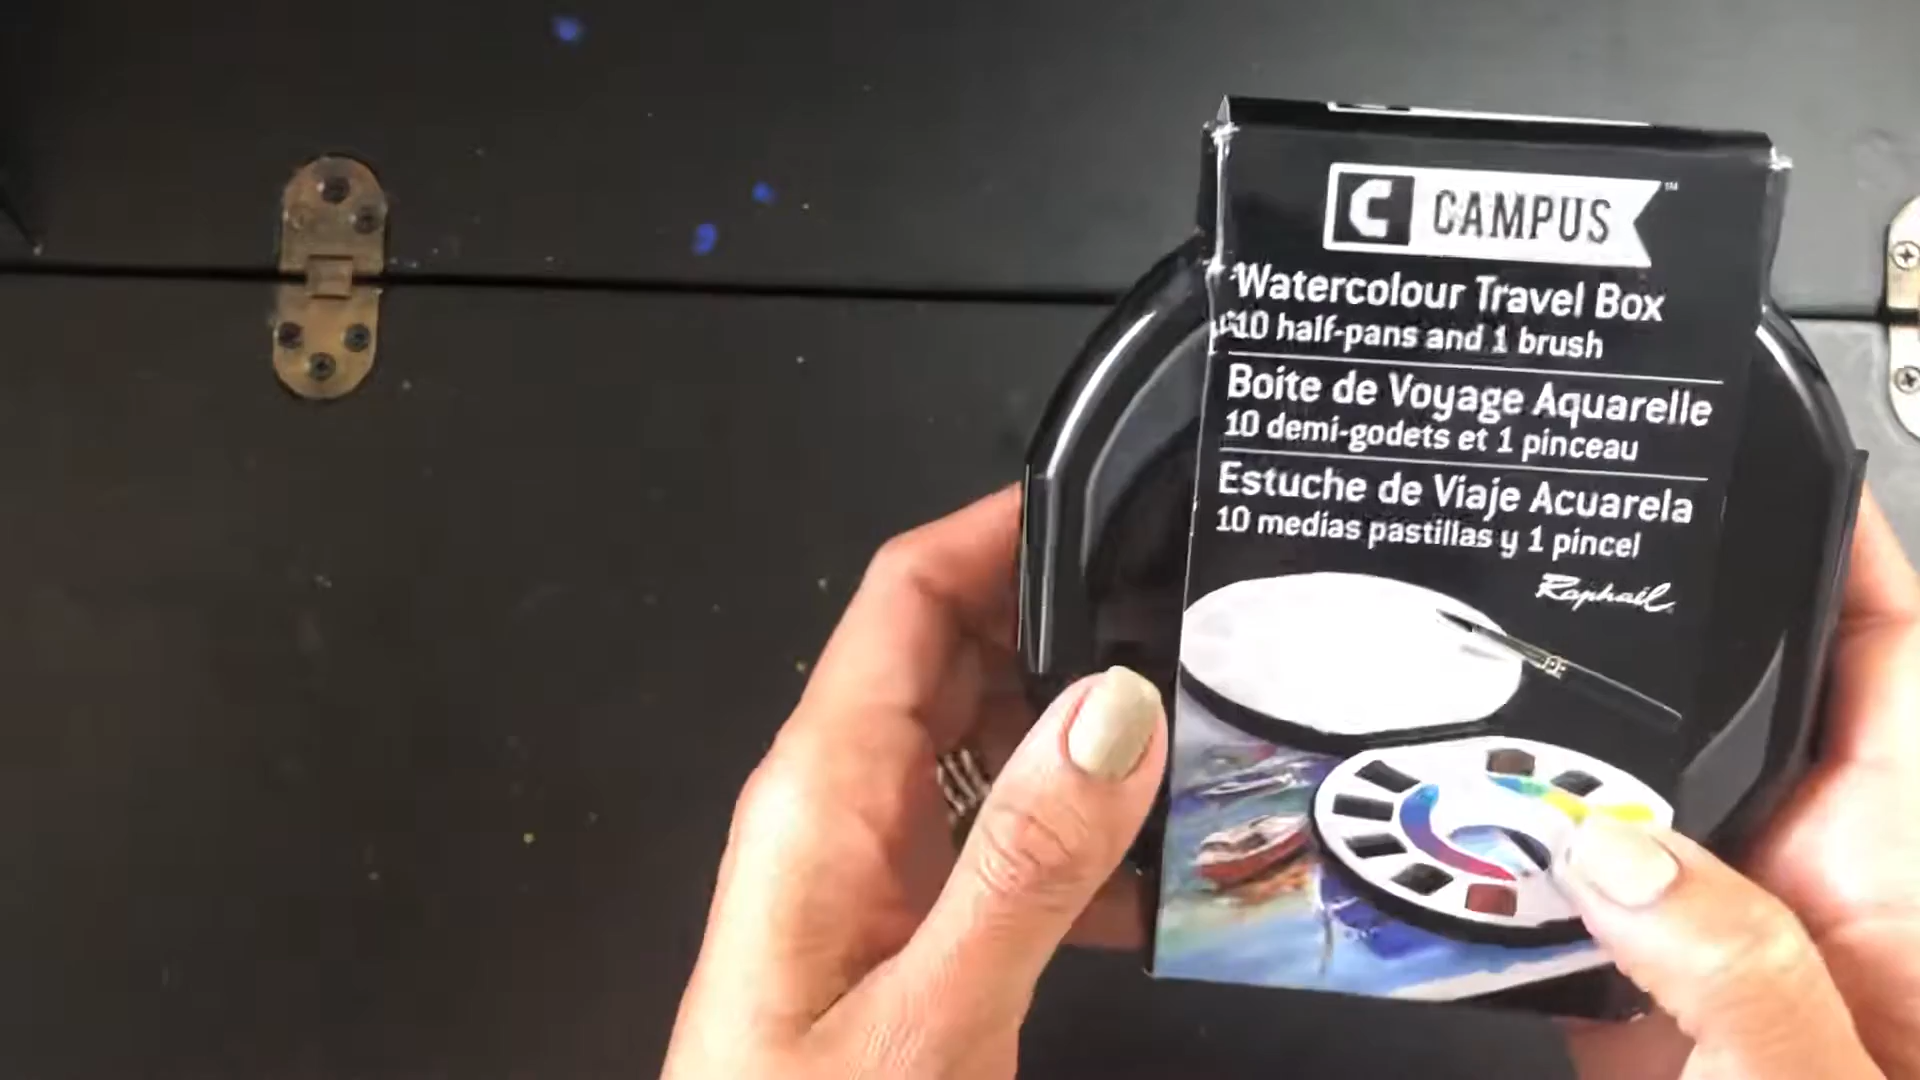 C CAMPUS™
Watercolour Travel Box
10 half-pans and 1 brush
Boite de Voyage Aquarelle
10 demi-godets et 1 pinceau
Estuche de Viaje Acuarela
10 medias pastillas y 1 pincel
Raphaël